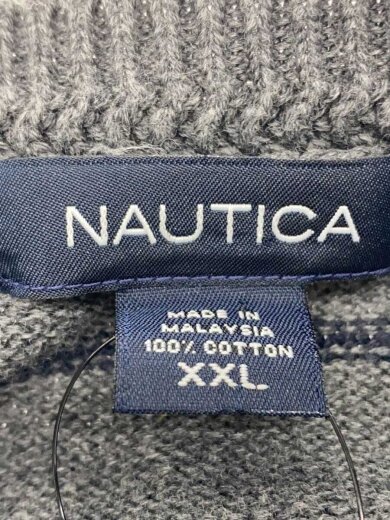 NAUTICA
MADE IN
MALAYSIA
100% COTTON
XXL